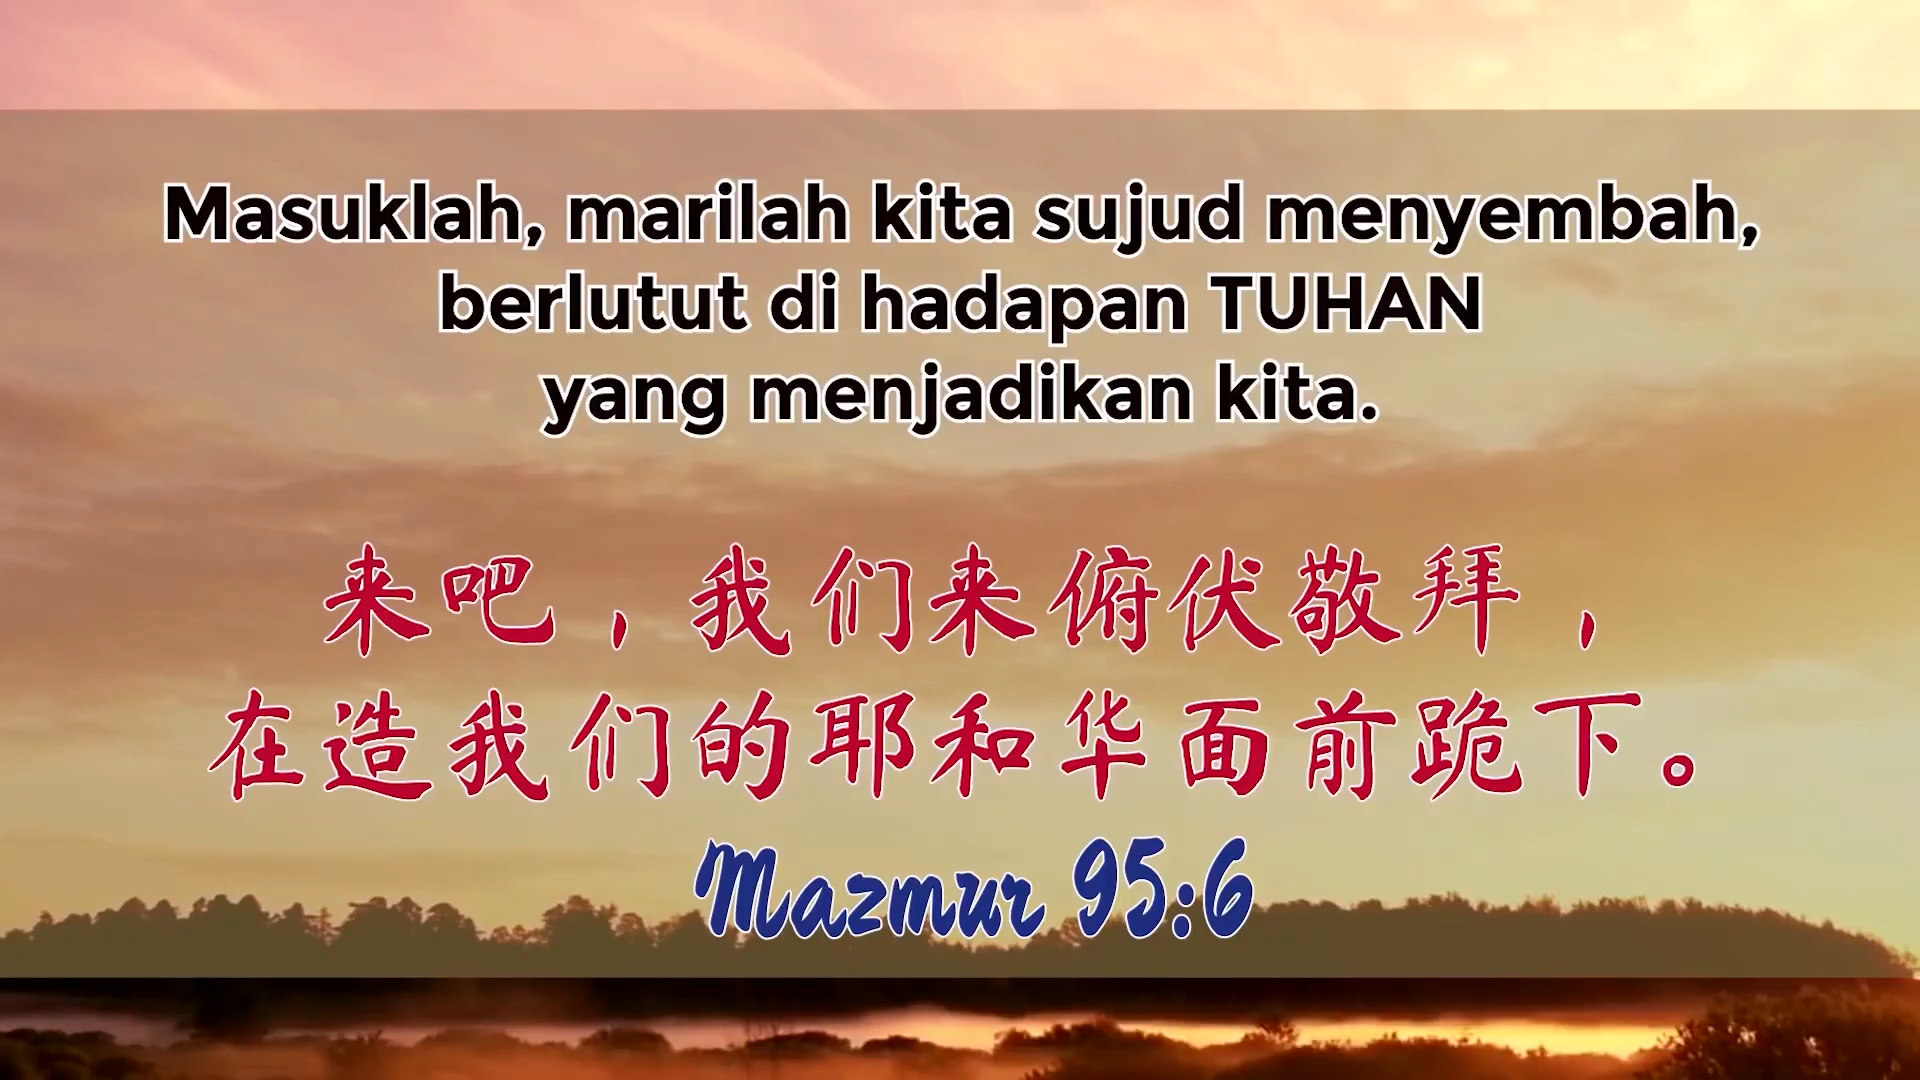 Masuklah, marilah kita sujud menyembah,
berlutut di hadapan TUHAN
yang menjadikan kita.
来吧，我们来俯伏敬拜，
在造我们的耶和华面前跪下。
Mazmur 95:6